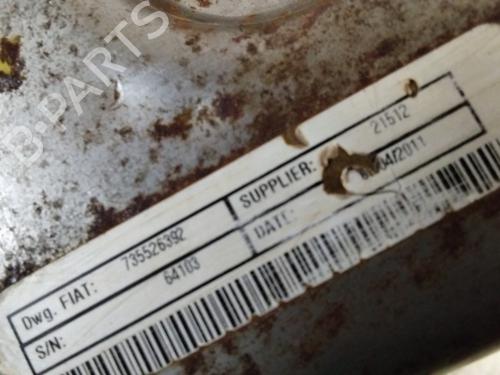 B-PARTS
Dwg. FIAT: 735526392 SUPPLIER: 21512
S/N: 64103 DATE: /04/2011